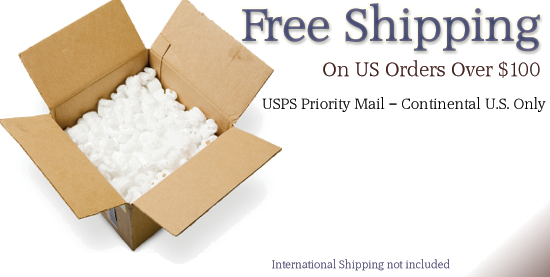 Free Shipping
On US Orders Over $100
USPS Priority Mail – Continental U.S. Only
International Shipping not included